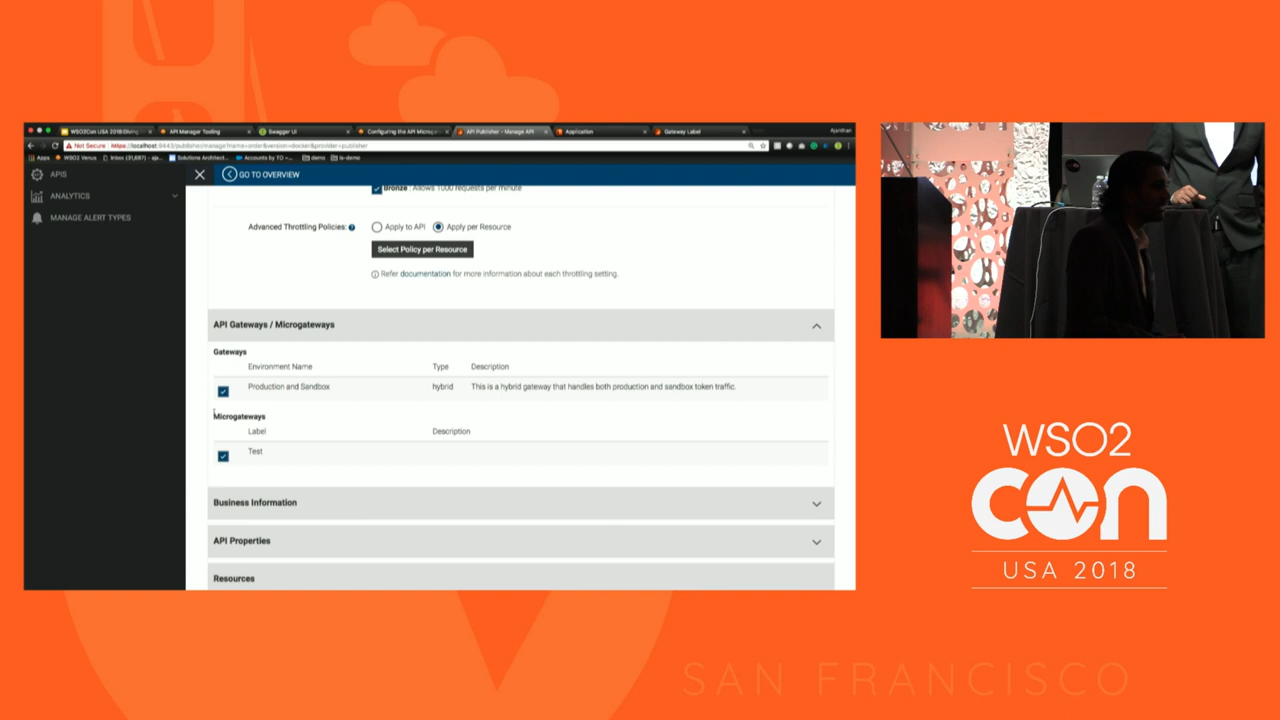 WSO2Con USA 2018:Diving
API Manager Tooling
Swagger UI
Configuring the API Microga
API Publisher - Manage API
Application
Gateway Label
Ajanthan
Not Secure
https://localhost:9443/publisher/manage?name=order&version=docker&provider=publisher
Apps
WSO2 Venus
Inbox (31,687) - aja...
Solutions Architect...
Accounts by TO -...
demo
is-demo
APIS
ANALYTICS
MANAGE ALERT TYPES
GO TO OVERVIEW
Bronze : Allows 1000 requests per minute
Advanced Throttling Policies:
Apply to API
Apply per Resource
Select Policy per Resource
Refer documentation for more information about each throttling setting.
API Gateways / Microgateways
Gateways
Environment Name Type Description
Production and Sandbox hybrid This is a hybrid gateway that handles both production and sandbox token traffic.
Microgateways
Label Description
Test
Business Information
API Properties
Resources
WSO2
con
USA 2018
SAN FRANCISCO